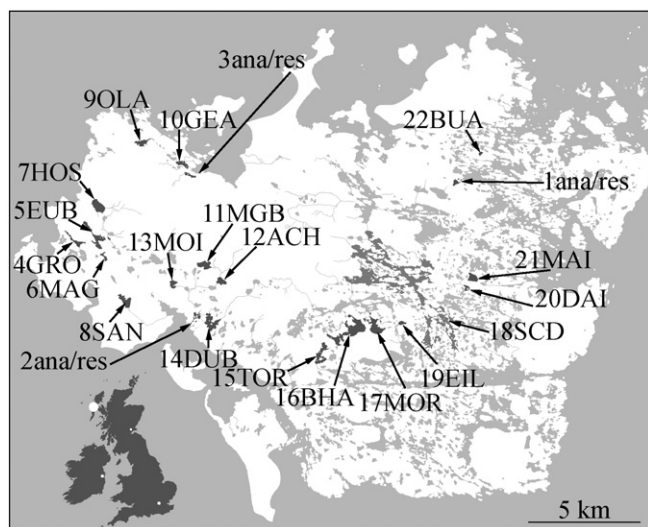 3ana/res
9OLA
10GEA
22BUA
7HOS
1ana/res
5EUB
11MGB
13MOI
12ACH
4GRO
21MAI
6MAG
20DAI
8SAN
18SCD
2ana/res
14DUB
15TOR
19EIL
16BHA
17MOR
5 km